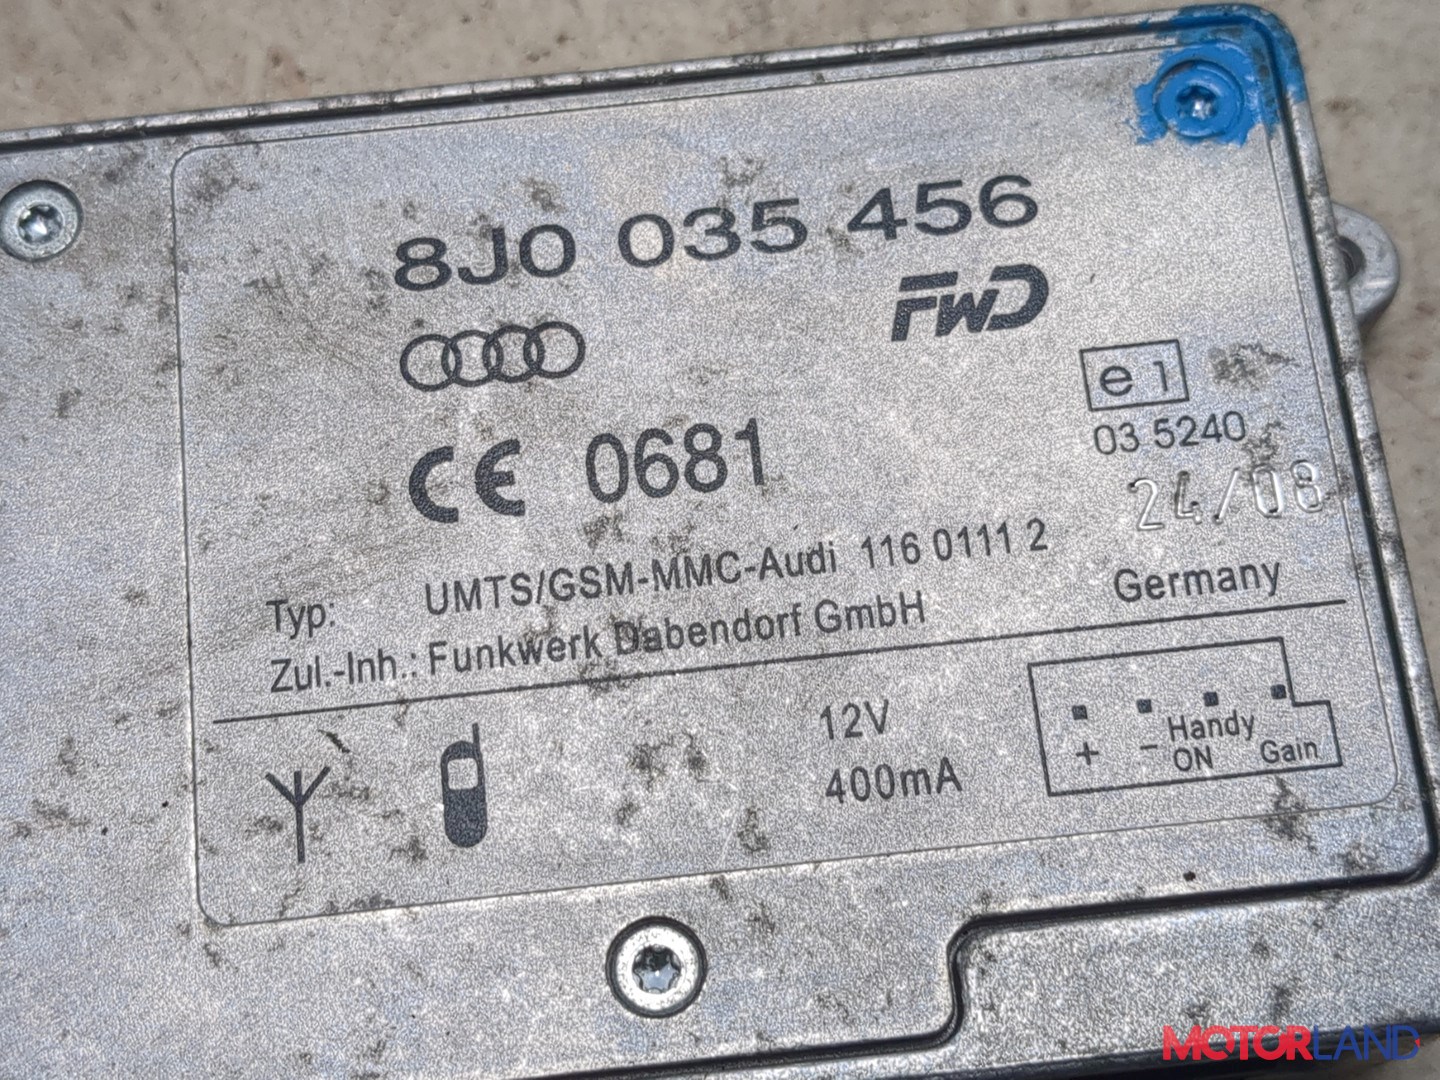 8J0 035 456
FWD
e 1
CE 0681
03 5240
24/08
Typ: UMTS/GSM-MMC-Audi 116 0111 2
Zul.-Inh.: Funkwerk Dabendorf GmbH
Germany
12V
400mA
+ - Handy ON Gain
MOTORLAND